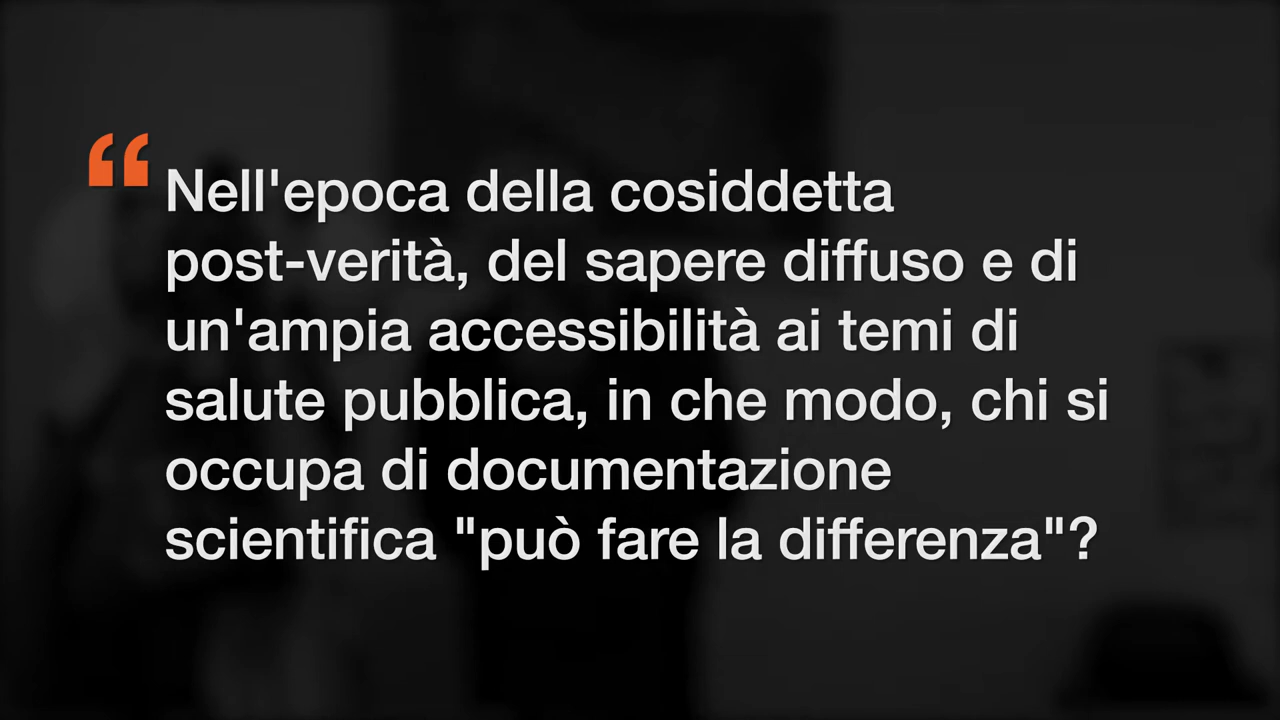 “Nell'epoca della cosiddetta
post-verità, del sapere diffuso e di
un'ampia accessibilità ai temi di
salute pubblica, in che modo, chi si
occupa di documentazione
scientifica "può fare la differenza"?